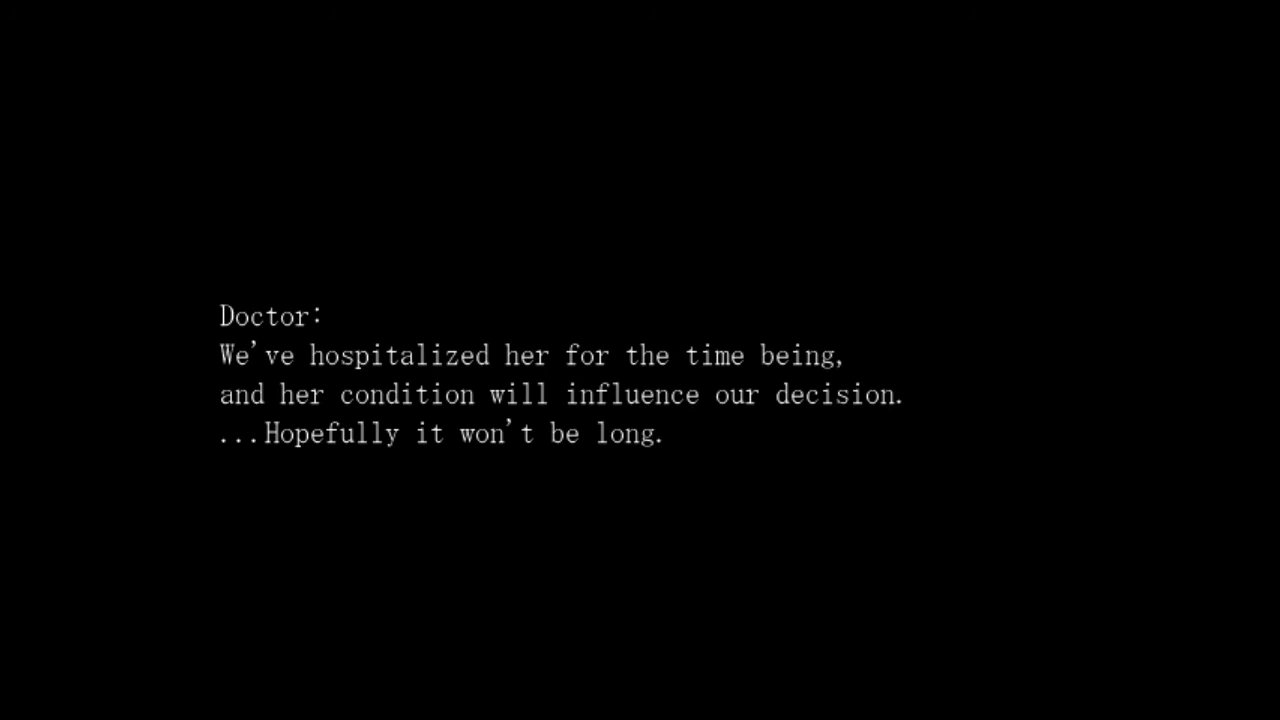 Doctor:
We've hospitalized her for the time being,
and her condition will influence our decision.
...Hopefully it won't be long.